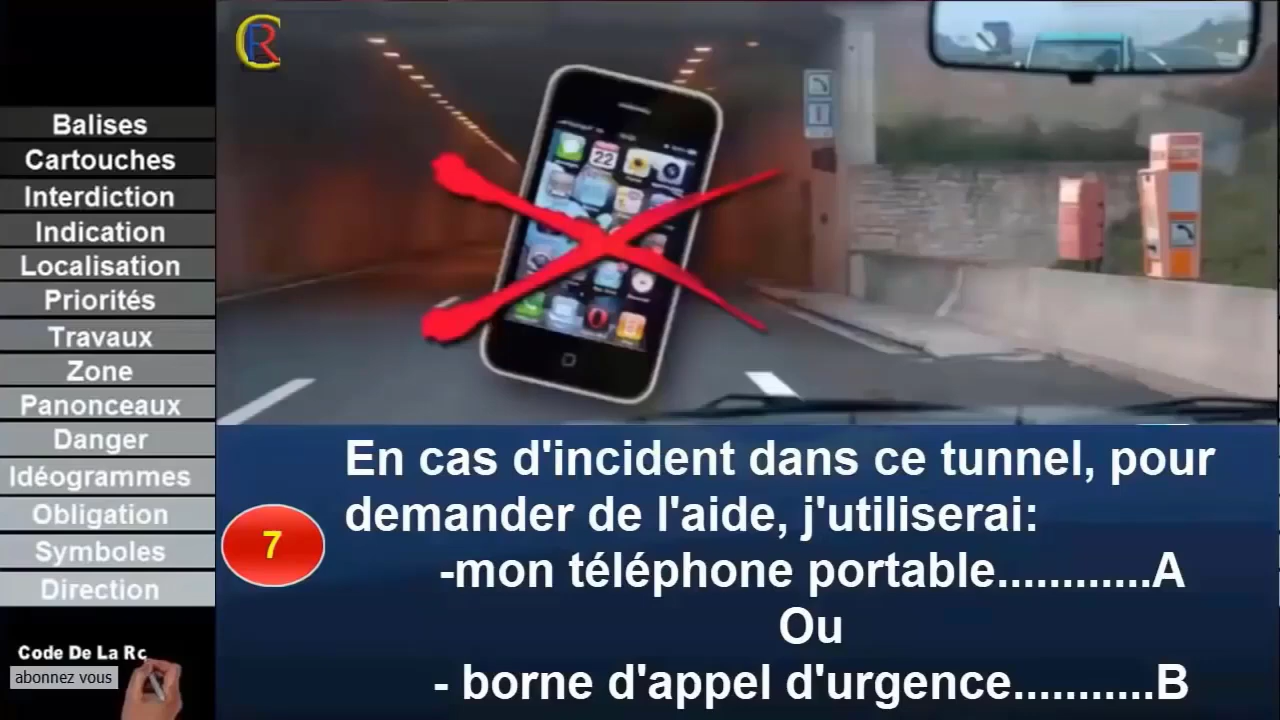 CR
22
Balises
Cartouches
Interdiction
Indication
Localisation
Priorités
Travaux
Zone
Panonceaux
Danger
Idéogrammes
Obligation
Symboles
Direction
Code De La Rc
abonnez vous
7
En cas d'incident dans ce tunnel, pour
demander de l'aide, j'utiliserai:
-mon téléphone portable............A
Ou
- borne d'appel d'urgence...........B